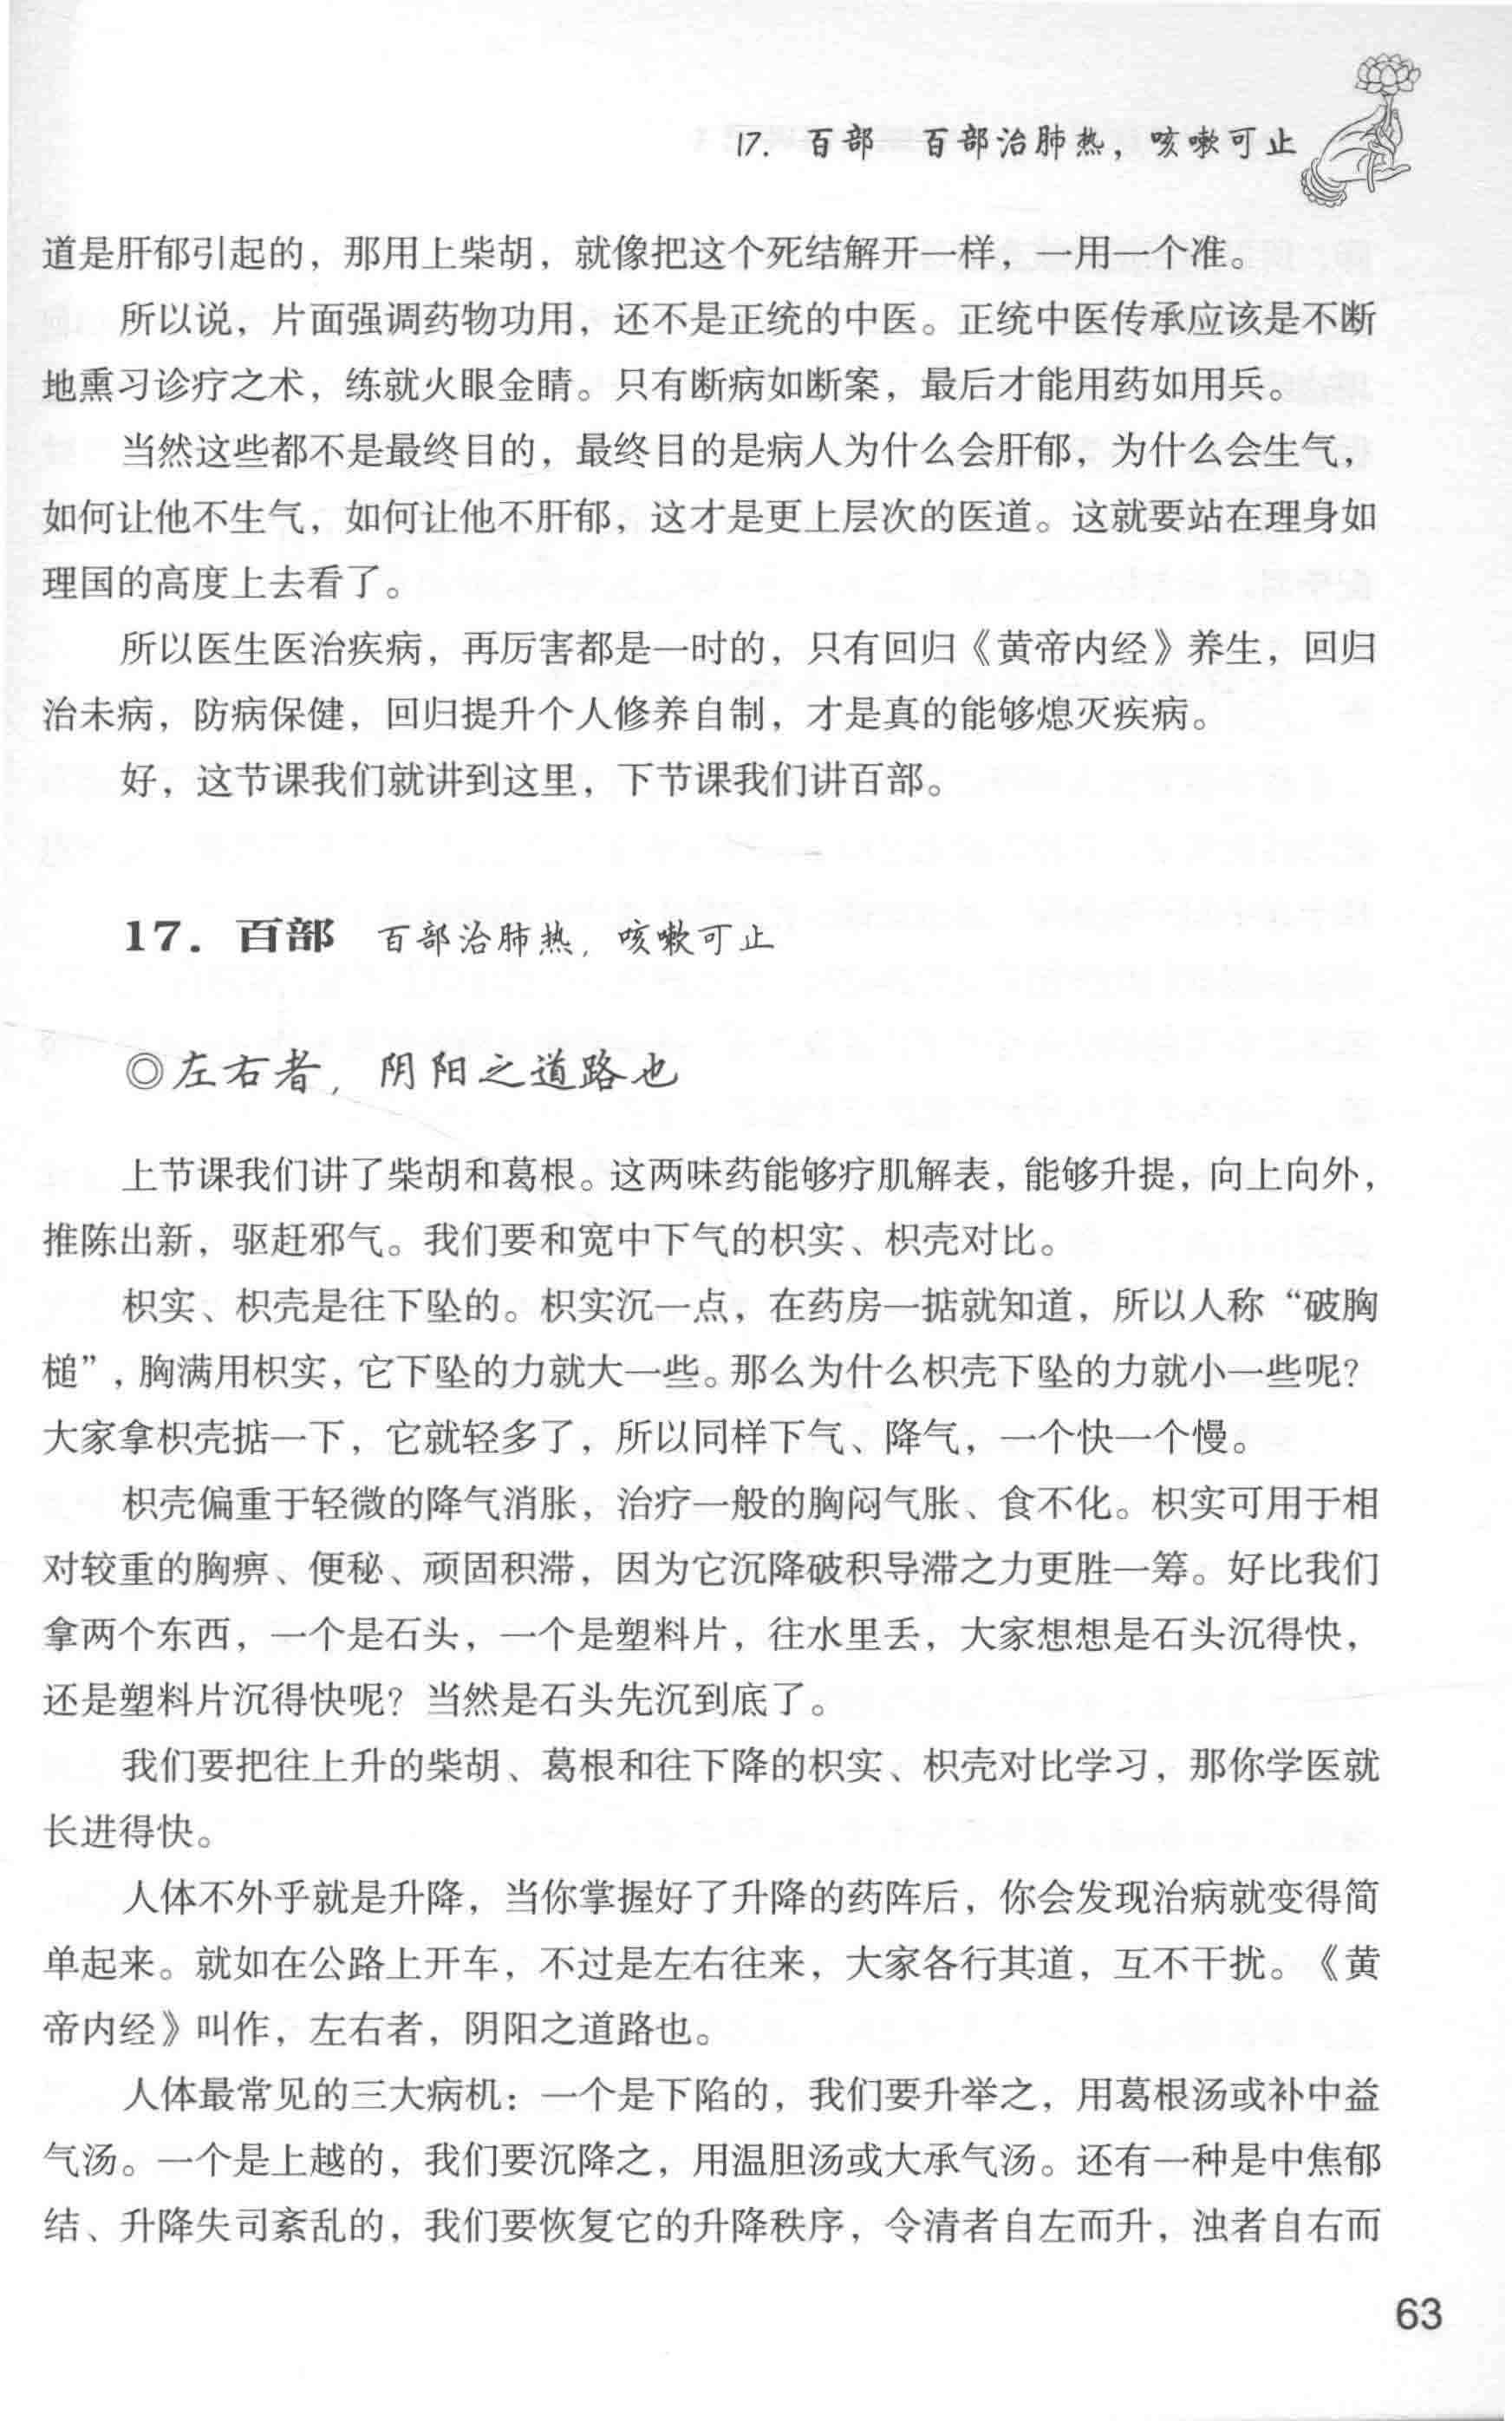 17. 百部 百部治肺热，咳嗽可止
道是肝郁引起的，那用上柴胡，就像把这个死结解开一样，一用一个准。
所以说，片面强调药物功用，还不是正统的中医。正统中医传承应该是不断
地熏习诊疗之术，练就火眼金睛。只有断病如断案，最后才能用药如用兵。
当然这些都不是最终目的，最终目的是病人为什么会肝郁，为什么会生气，
如何让他不生气，如何让他不肝郁，这才是更上层次的医道。这就要站在理身如
理国的高度上去看了。
所以医生医治疾病，再厉害都是一时的，只有回归《黄帝内经》养生，回归
治未病，防病保健，回归提升个人修养自制，才是真的能够熄灭疾病。
好，这节课我们就讲到这里，下节课我们讲百部。
17. 百部 百部治肺热，咳嗽可止
◎左右者，阴阳之道路也
上节课我们讲了柴胡和葛根。这两味药能够疗肌解表，能够升提，向上向外，
推陈出新，驱赶邪气。我们要和宽中下气的枳实、枳壳对比。
枳实、枳壳是往下坠的。枳实沉一点，在药房一掂就知道，所以人称“破胸
槌”，胸满用枳实，它下坠的力就大一些。那么为什么枳壳下坠的力就小一些呢？
大家拿枳壳掂一下，它就轻多了，所以同样下气、降气，一个快一个慢。
枳壳偏重于轻微的降气消胀，治疗一般的胸闷气胀、食不化。枳实可用于相
对较重的胸痹、便秘、顽固积滞，因为它沉降破积导滞之力更胜一筹。好比我们
拿两个东西，一个是石头，一个是塑料片，往水里丢，大家想想是石头沉得快，
还是塑料片沉得快呢？当然是石头先沉到底了。
我们要把往上升的柴胡、葛根和往下降的枳实、枳壳对比学习，那你学医就
长进得快。
人体不外乎就是升降，当你掌握好了升降的药阵后，你会发现治病就变得简
单起来。就如在公路上开车，不过是左右往来，大家各行其道，互不干扰。《黄
帝内经》叫作，左右者，阴阳之道路也。
人体最常见的三大病机：一个是下陷的，我们要升举之，用葛根汤或补中益
气汤。一个是上越的，我们要沉降之，用温胆汤或大承气汤。还有一种是中焦郁
结、升降失司紊乱的，我们要恢复它的升降秩序，令清者自左而升，浊者自右而
63